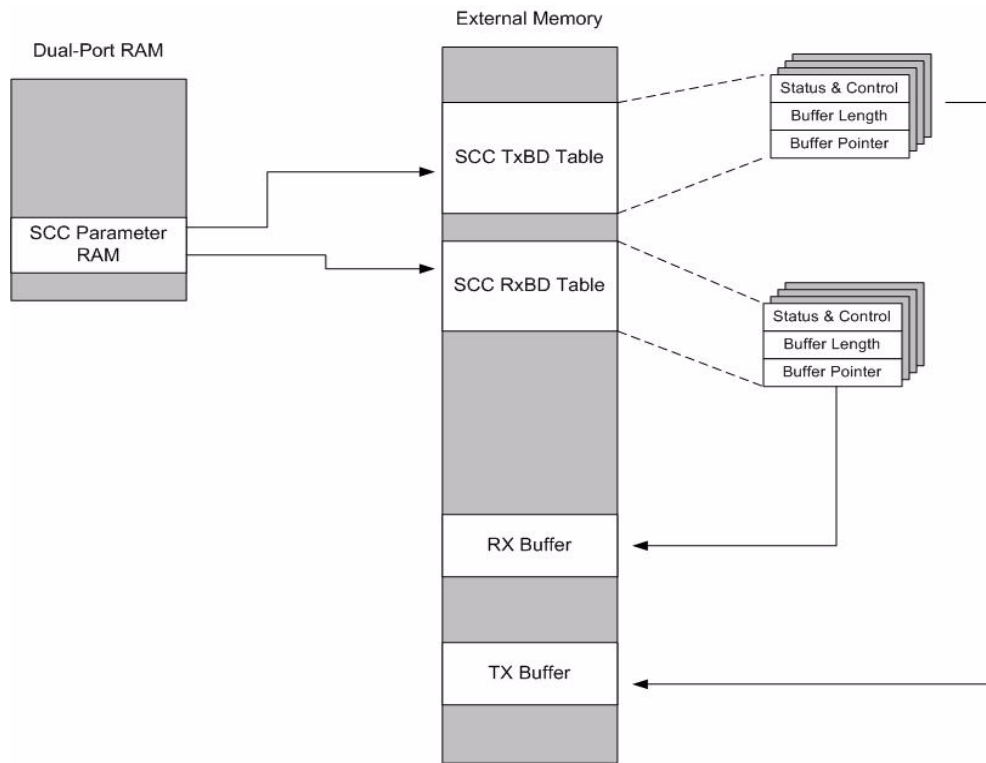 External Memory
Dual-Port RAM
Status & Control
Buffer Length
Buffer Pointer
SCC TxBD Table
SCC Parameter
RAM
SCC RxBD Table
Status & Control
Buffer Length
Buffer Pointer
RX Buffer
TX Buffer